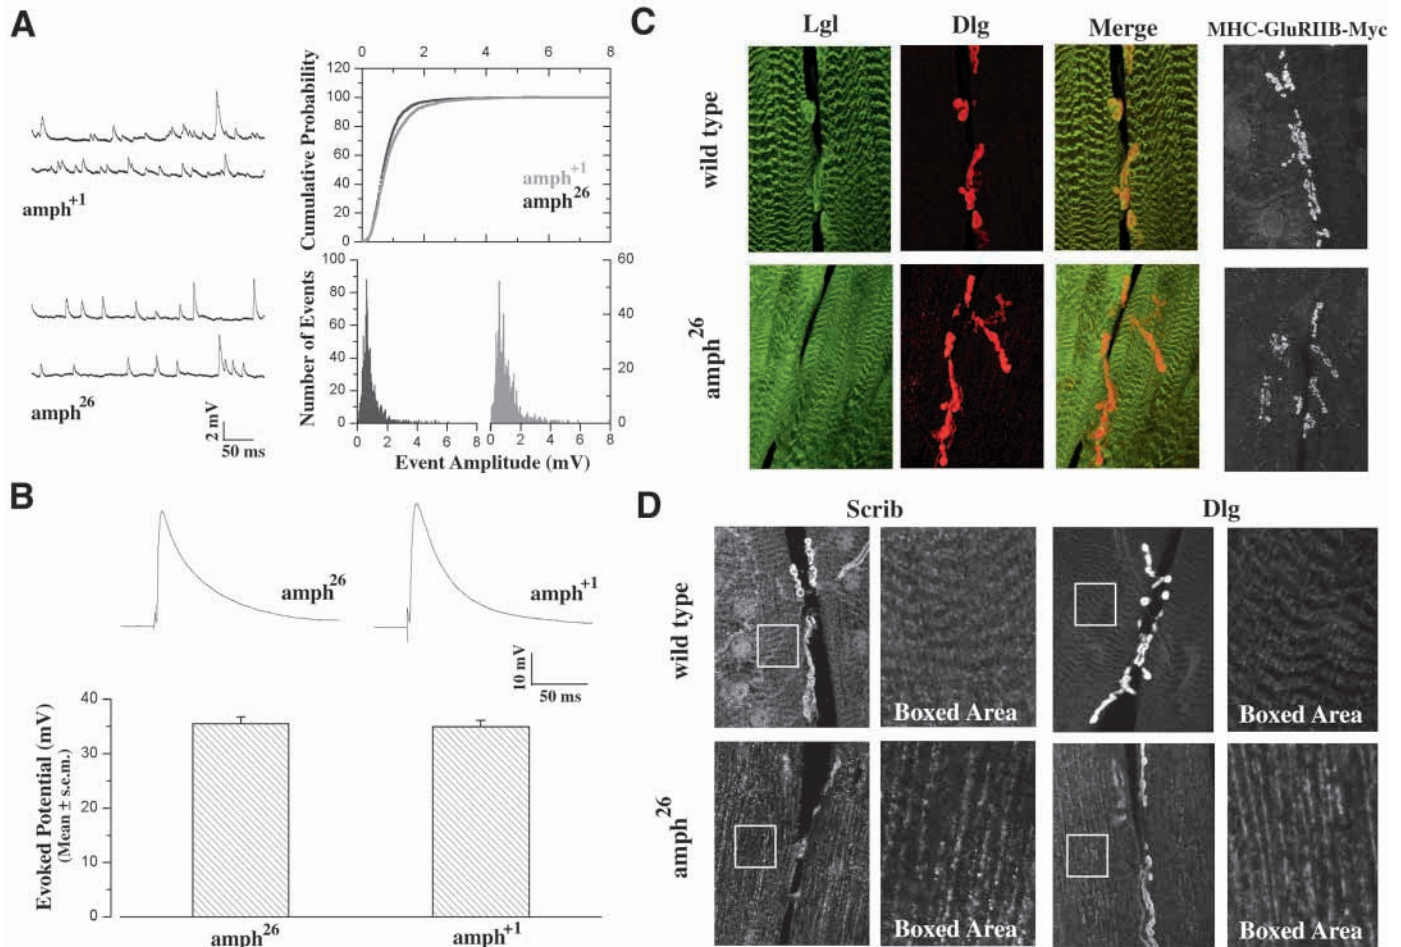 A
amph+1
amph26
2 mV
50 ms
0 2 4 6 8
Cumulative Probability
120
100
80
60
40
20
0
amph+1
amph26
Number of Events
100
80
60
40
20
0
60
40
20
0
0 2 4 6 8
0 2 4 6 8
Event Amplitude (mV)
B
amph26
amph+1
10 mV
50 ms
Evoked Potential (mV)
(Mean ± s.e.m.)
40
30
20
10
0
amph26
amph+1
C
Lgl
Dlg
Merge
MHC-GluRIIB-Myc
wild type
amph26
D
Scrib
Dlg
wild type
Boxed Area
Boxed Area
amph26
Boxed Area
Boxed Area